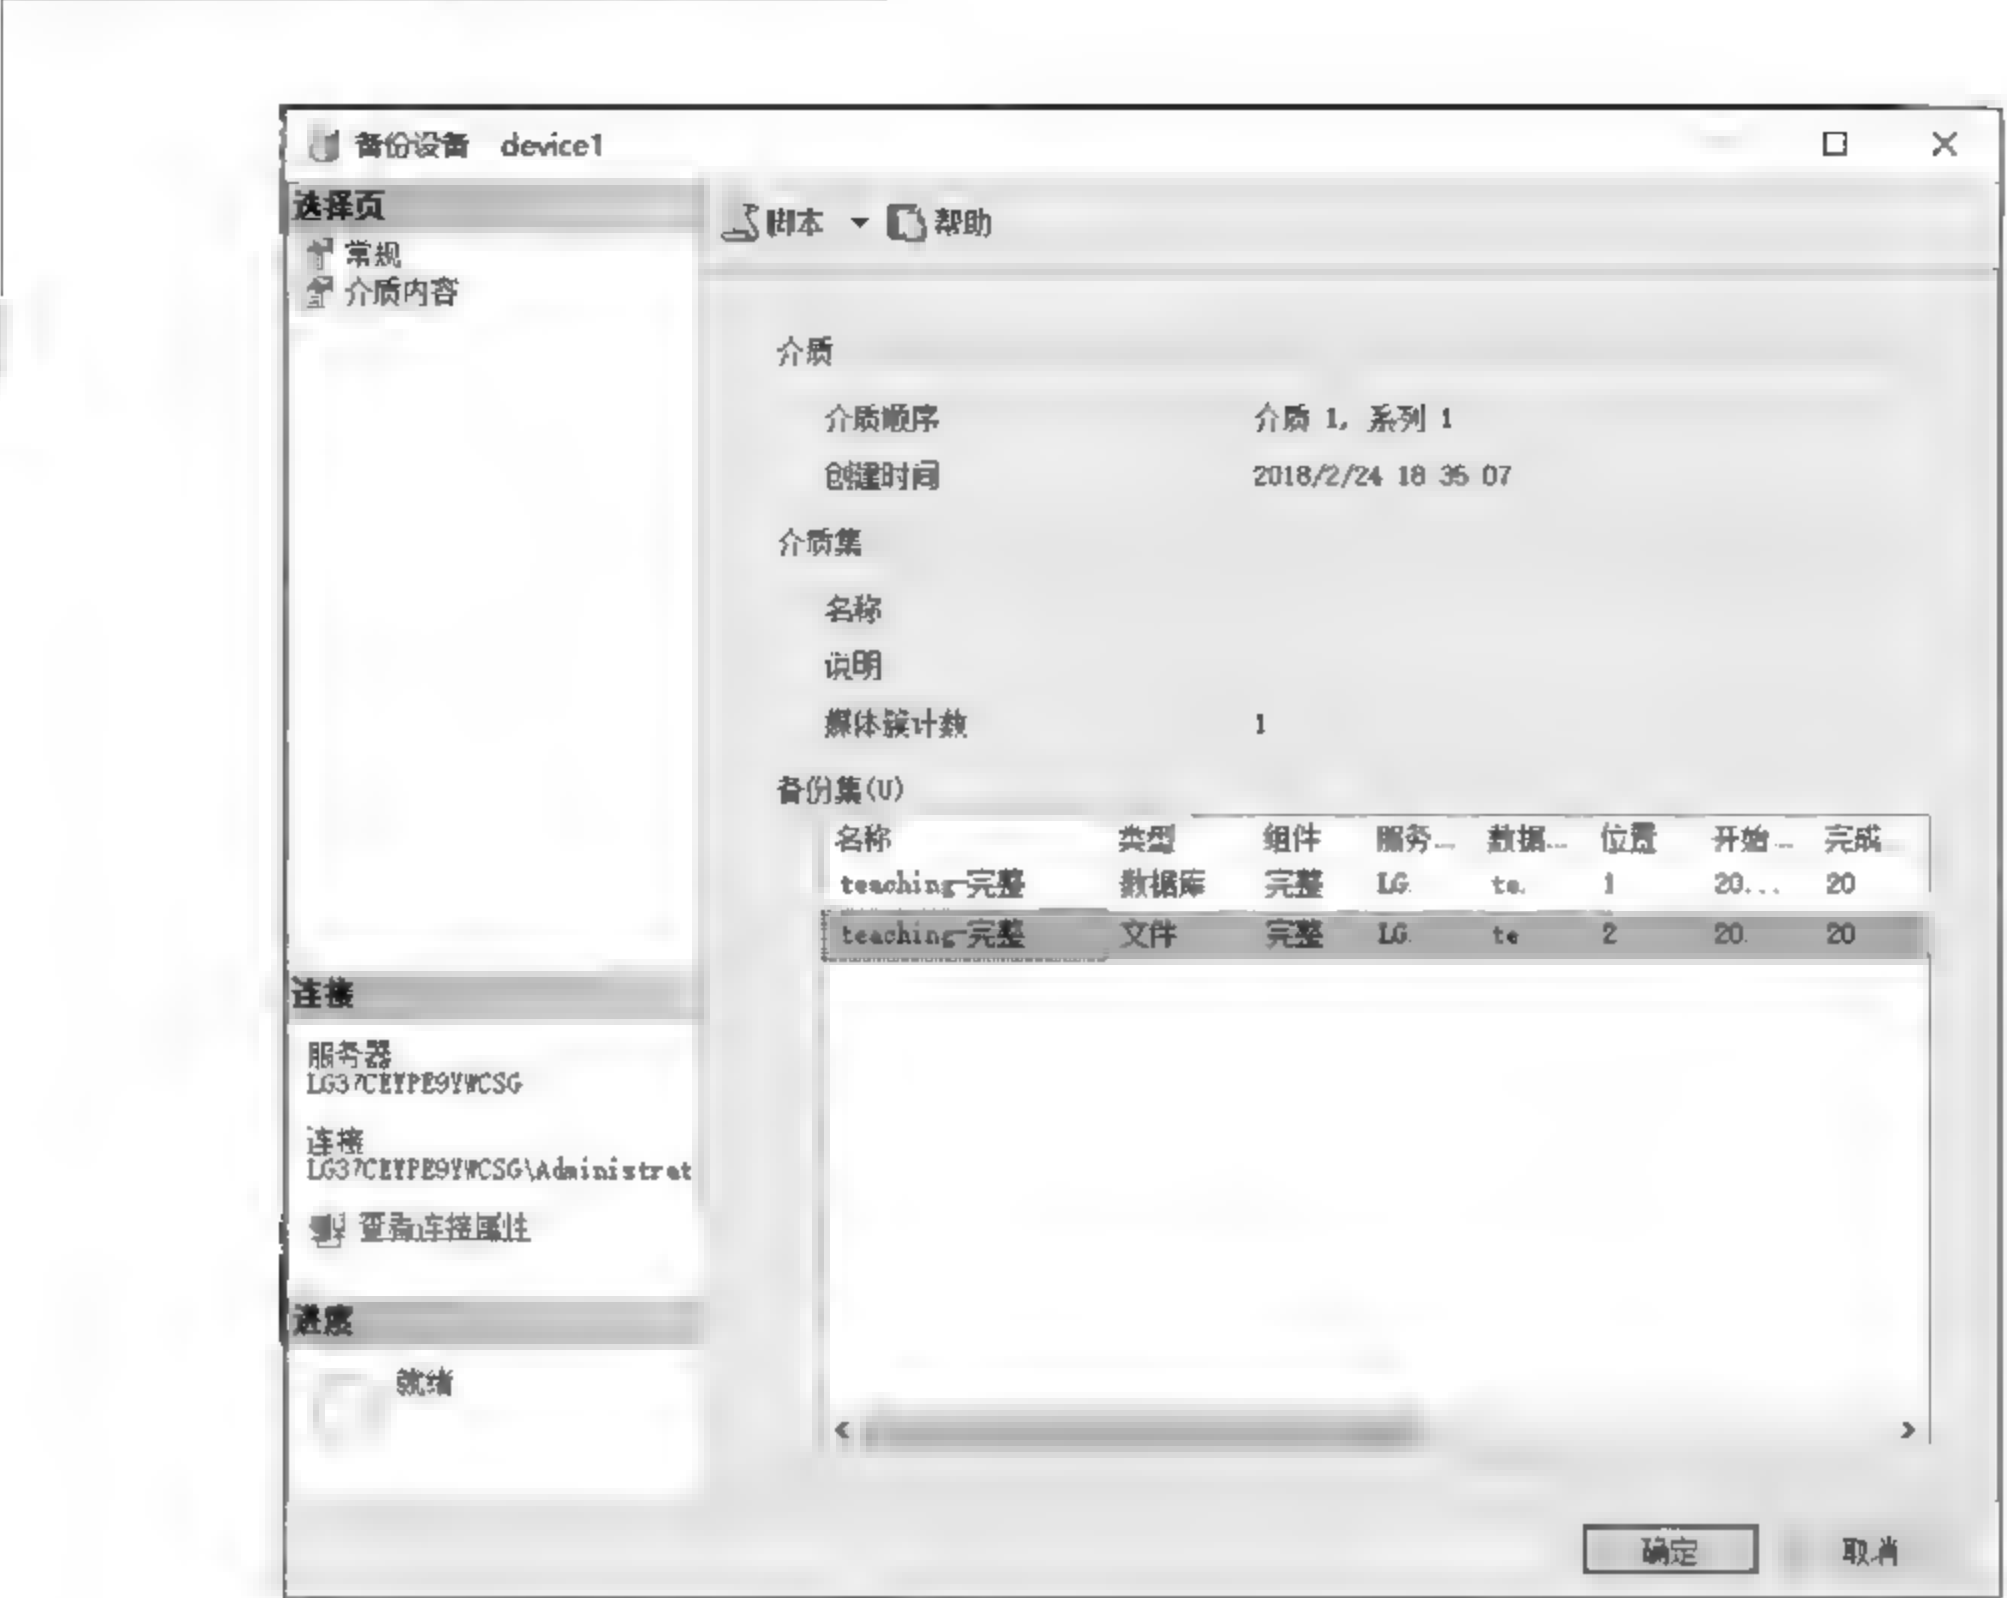 备份设备 device1
选择页
常规
介质内容
脚本 帮助
介质
介质顺序 介质 1, 系列 1
创建时间 2018/2/24 18 35 07
介质集
名称
说明
媒体簇计数 1
备份集(U)
名称 类型 组件 服务... 数据... 位置 开始... 完成
teaching-完整 数据库 完整 LG. te. 1 20... 20
teaching-完整 文件 完整 LG. te 2 20. 20
连接
服务器
连接
查看连接属性
进度
就绪
确定 取消